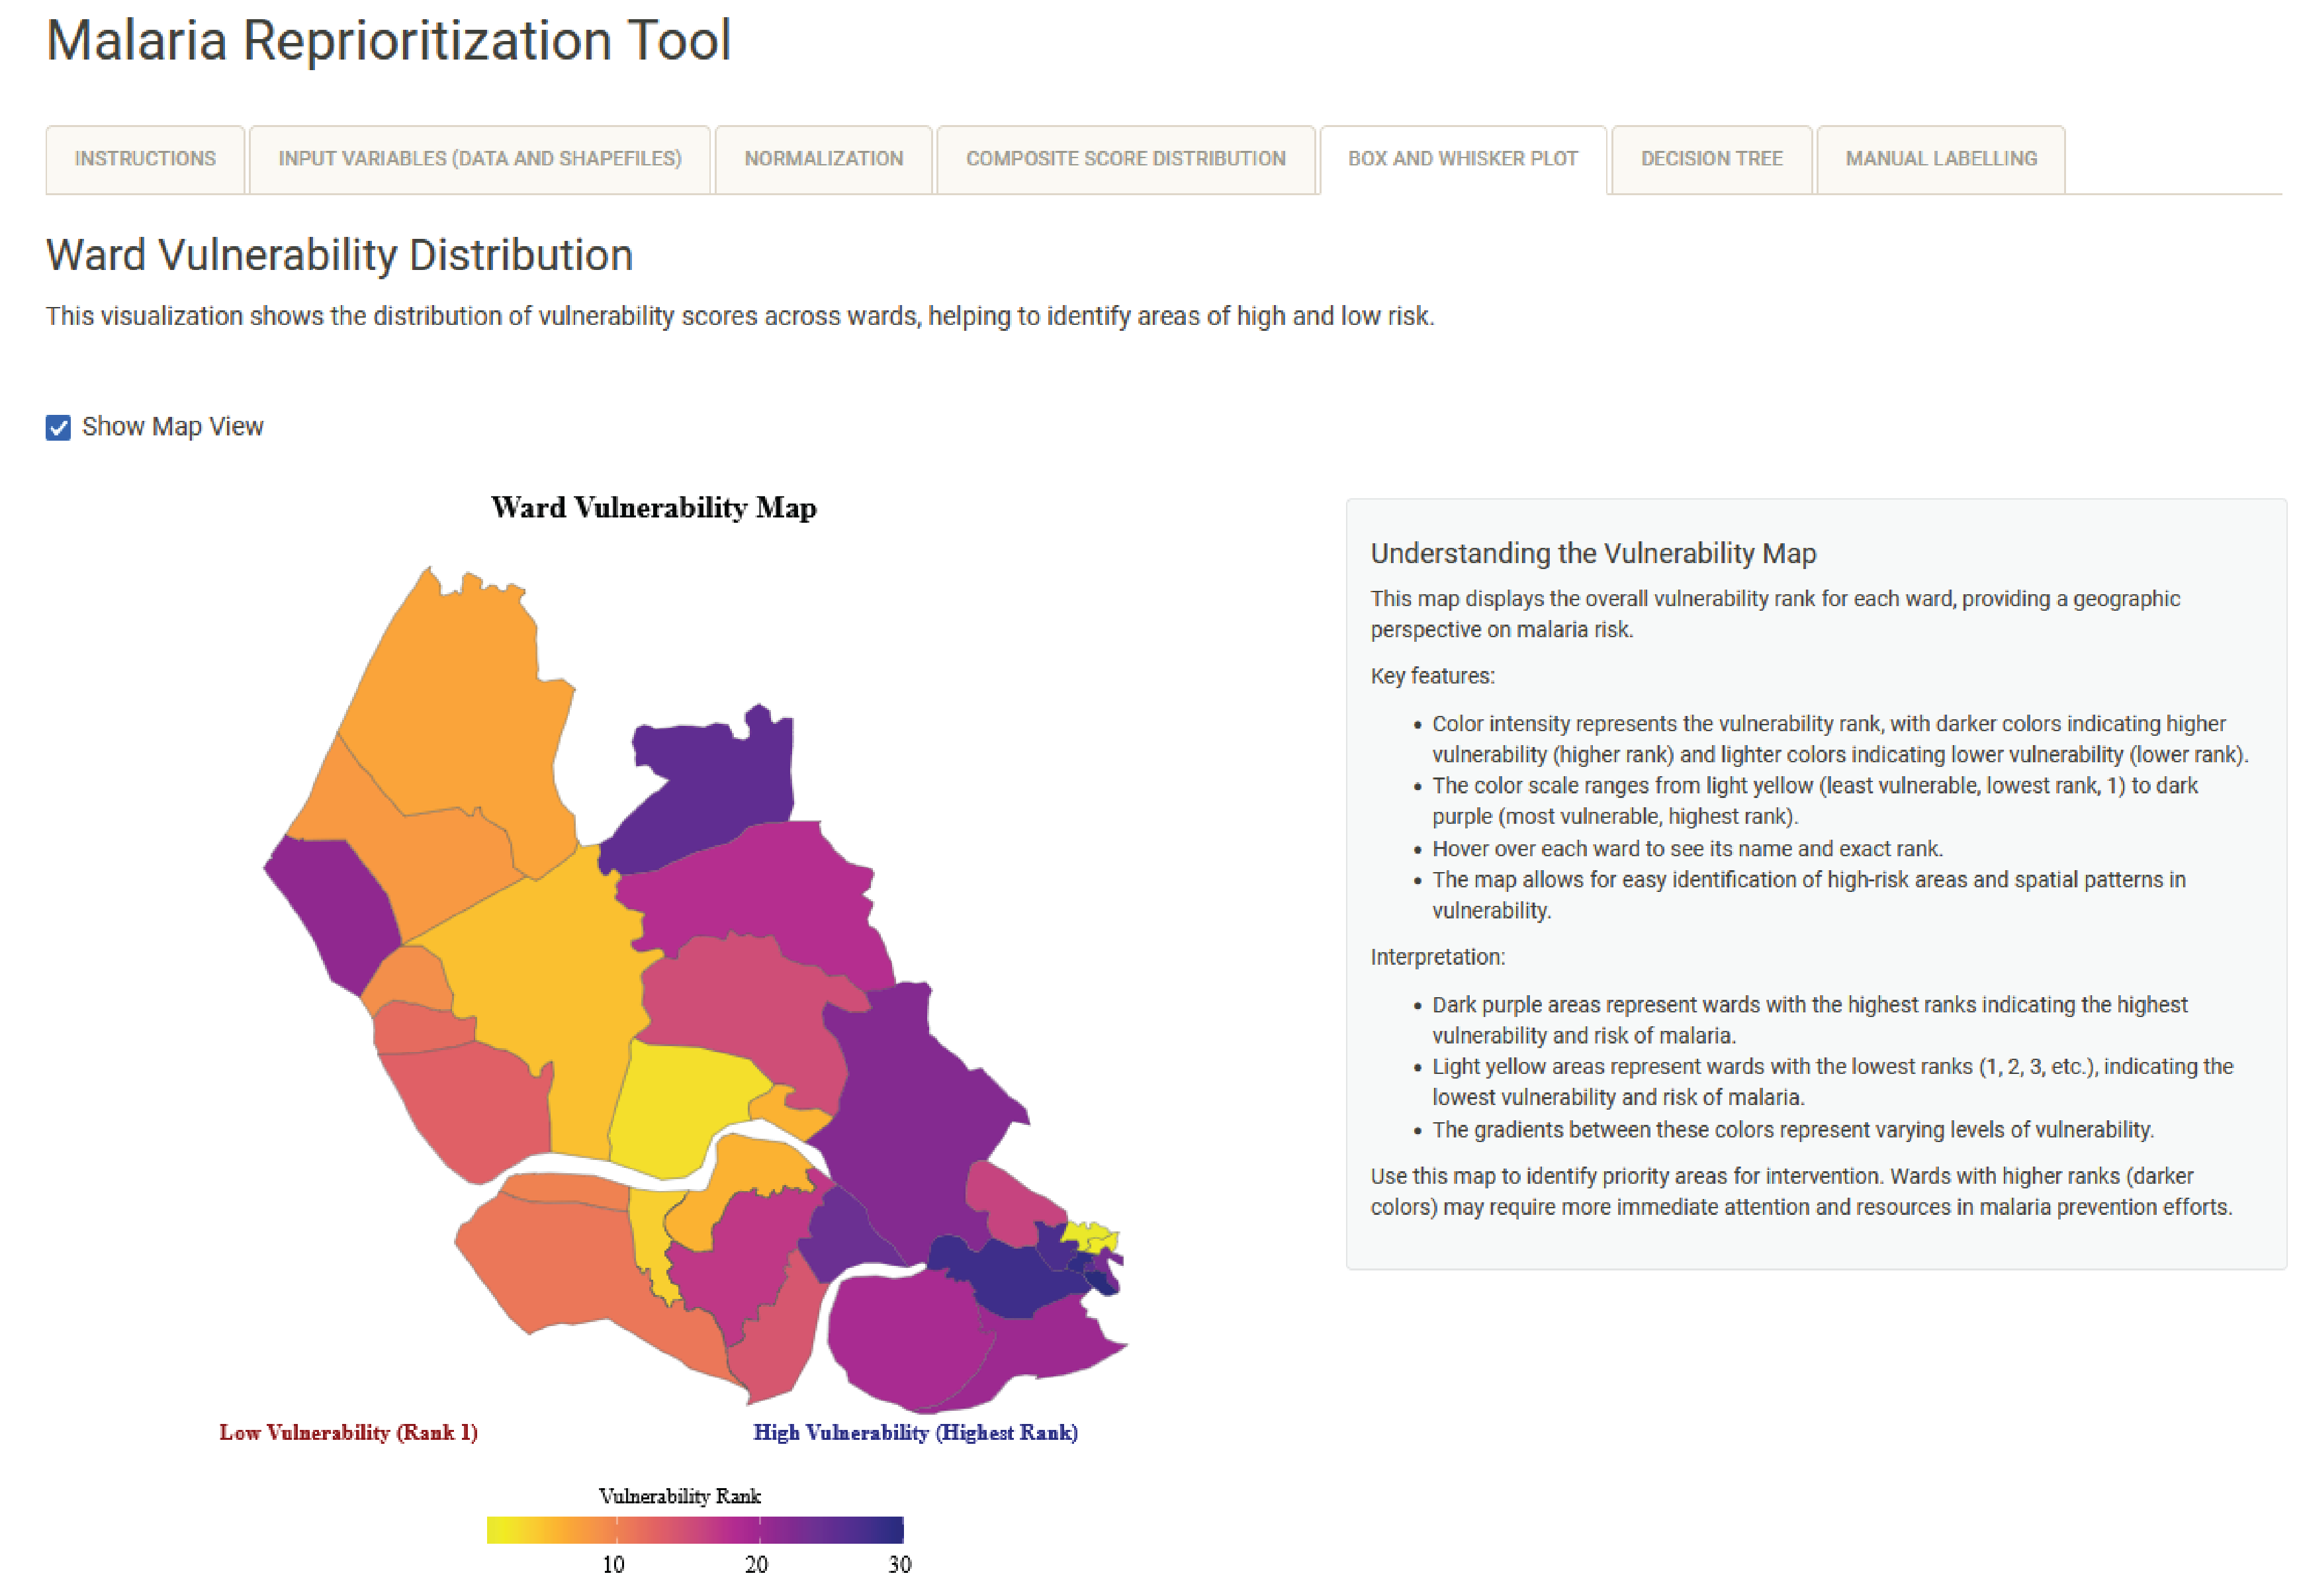 Malaria Reprioritization Tool
INSTRUCTIONS
INPUT VARIABLES (DATA AND SHAPEFILES)
NORMALIZATION
COMPOSITE SCORE DISTRIBUTION
BOX AND WHISKER PLOT
DECISION TREE
MANUAL LABELLING
Ward Vulnerability Distribution
This visualization shows the distribution of vulnerability scores across wards, helping to identify areas of high and low risk.
Show Map View
Ward Vulnerability Map
Low Vulnerability (Rank 1)
High Vulnerability (Highest Rank)
Vulnerability Rank
10
20
30
Understanding the Vulnerability Map
This map displays the overall vulnerability rank for each ward, providing a geographic
perspective on malaria risk.
Key features:
• Color intensity represents the vulnerability rank, with darker colors indicating higher
vulnerability (higher rank) and lighter colors indicating lower vulnerability (lower rank).
• The color scale ranges from light yellow (least vulnerable, lowest rank, 1) to dark
purple (most vulnerable, highest rank).
• Hover over each ward to see its name and exact rank.
• The map allows for easy identification of high-risk areas and spatial patterns in
vulnerability.
Interpretation:
• Dark purple areas represent wards with the highest ranks indicating the highest
vulnerability and risk of malaria.
• Light yellow areas represent wards with the lowest ranks (1, 2, 3, etc.), indicating the
lowest vulnerability and risk of malaria.
• The gradients between these colors represent varying levels of vulnerability.
Use this map to identify priority areas for intervention. Wards with higher ranks (darker
colors) may require more immediate attention and resources in malaria prevention efforts.